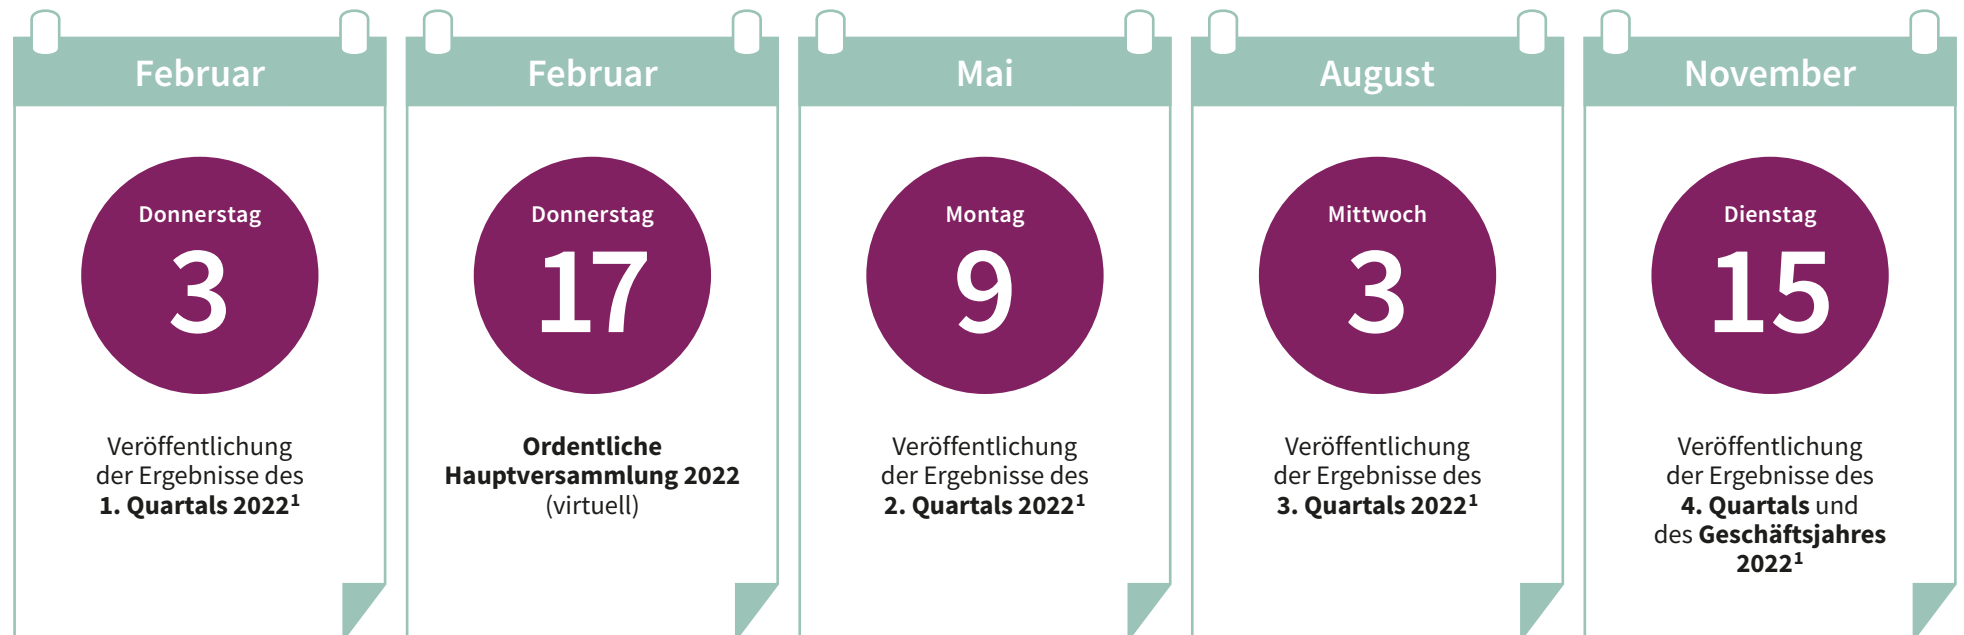 Februar
Donnerstag
3
Veröffentlichung
der Ergebnisse des
1. Quartals 2022¹
Februar
Donnerstag
17
Ordentliche
Hauptversammlung 2022
(virtuell)
Mai
Montag
9
Veröffentlichung
der Ergebnisse des
2. Quartals 2022¹
August
Mittwoch
3
Veröffentlichung
der Ergebnisse des
3. Quartals 2022¹
November
Dienstag
15
Veröffentlichung
der Ergebnisse des
4. Quartals und
des Geschäftsjahres
2022¹